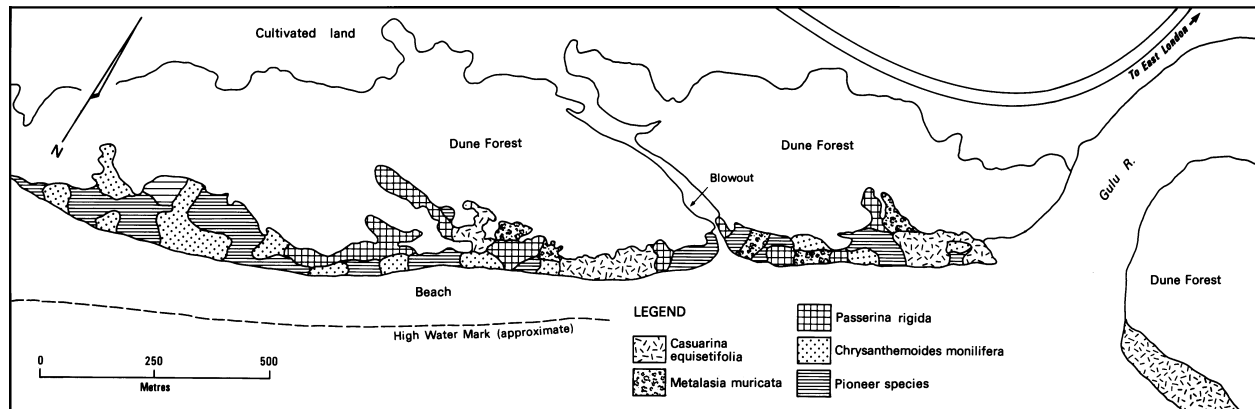 Cultivated land
To East London
N
Dune Forest
Dune Forest
Gulu R.
Blowout
Dune Forest
Beach
High Water Mark (approximate)
0 250 500
Metres
LEGEND
Casuarina
equisetifolia
Metalasia muricata
Passerina rigida
Chrysanthemoides monilifera
Pioneer species